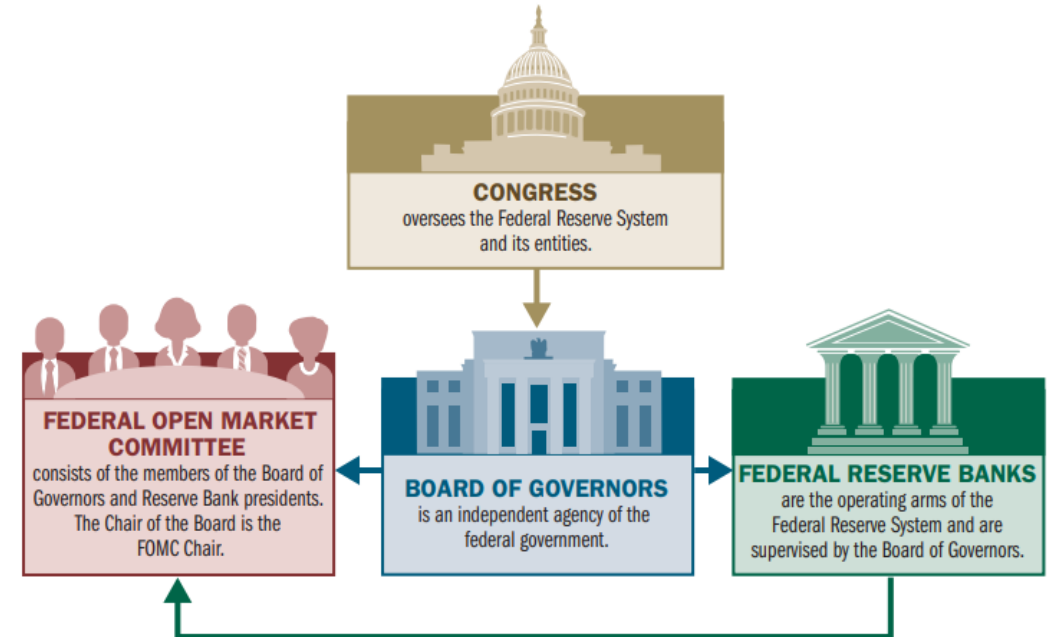 CONGRESS
oversees the Federal Reserve System
and its entities.
FEDERAL OPEN MARKET
COMMITTEE
consists of the members of the Board of
Governors and Reserve Bank presidents.
The Chair of the Board is the
FOMC Chair.
BOARD OF GOVERNORS
is an independent agency of the
federal government.
FEDERAL RESERVE BANKS
are the operating arms of the
Federal Reserve System and are
supervised by the Board of Governors.